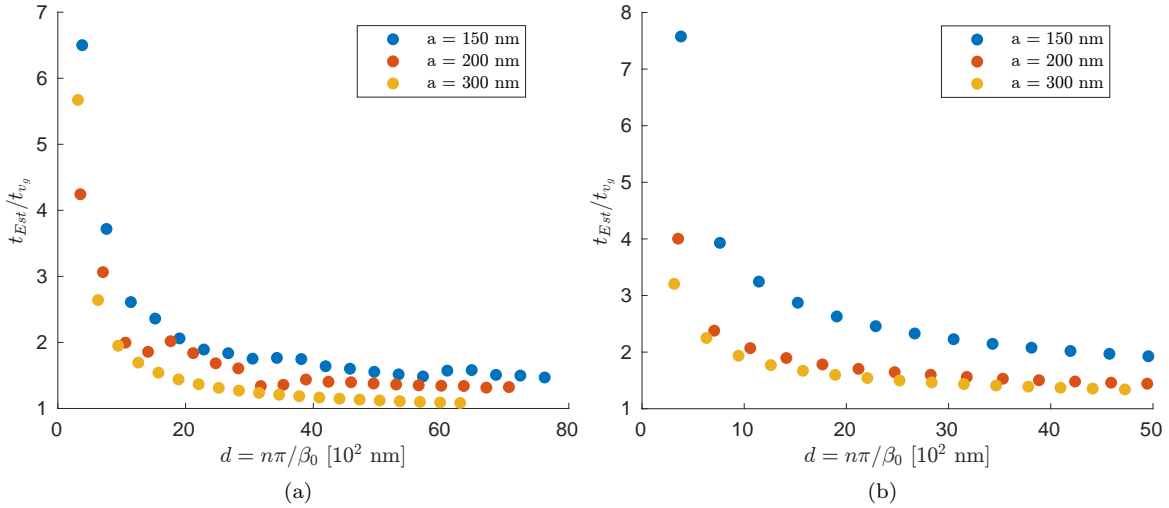 7
6
5
4
3
2
1
0
20
40
60
80
t_{Est}/t_{v_g}
d = nπ/β_0 [10^2 nm]
a = 150 nm
a = 200 nm
a = 300 nm
(a)
8
7
6
5
4
3
2
1
0
10
20
30
40
50
t_{Est}/t_{v_g}
d = nπ/β_0 [10^2 nm]
a = 150 nm
a = 200 nm
a = 300 nm
(b)